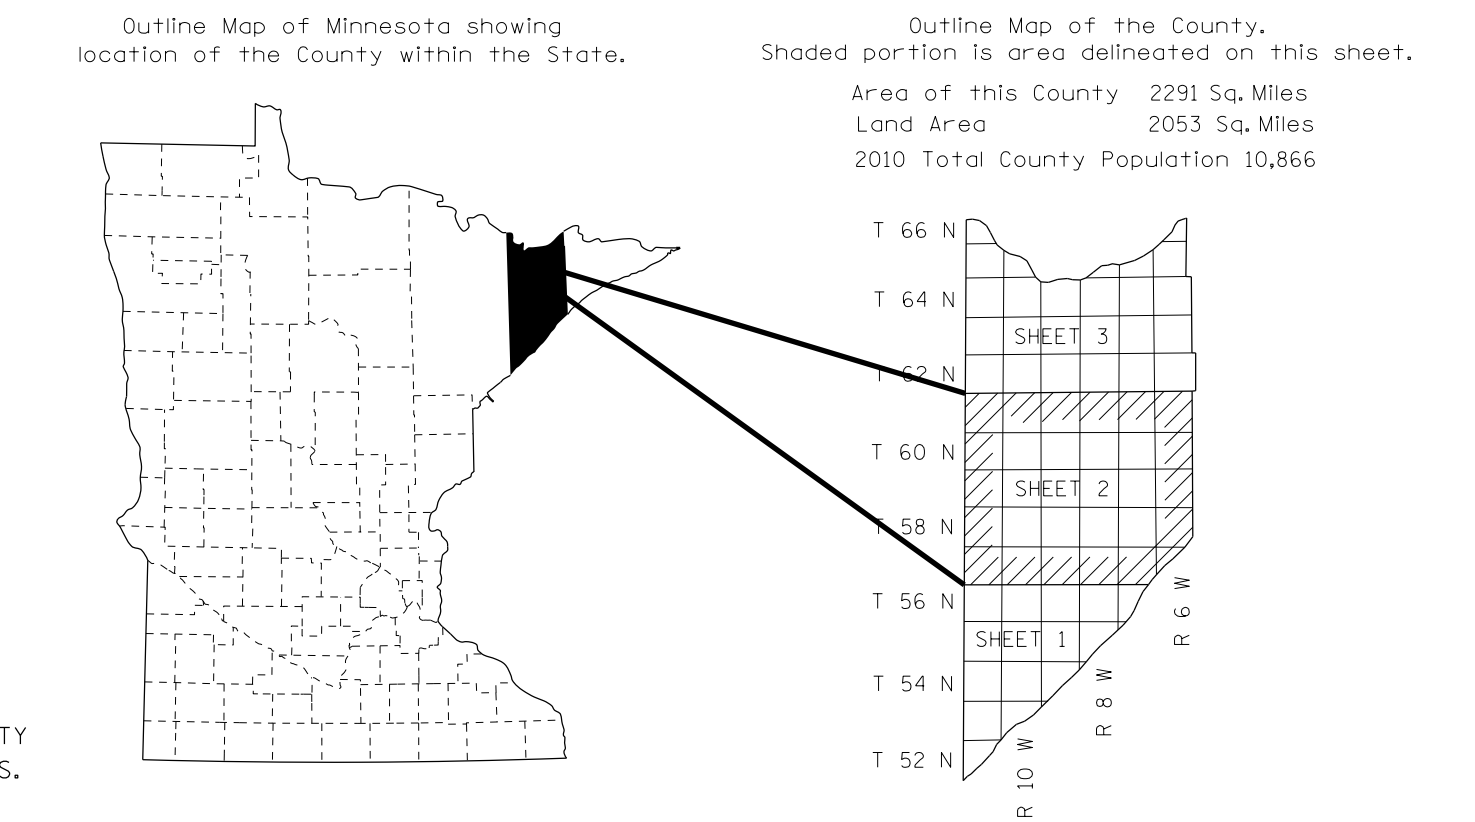 Outline Map of Minnesota showing
location of the County within the State.
Outline Map of the County.
Shaded portion is area delineated on this sheet.
Area of this County 2291 Sq. Miles
Land Area 2053 Sq. Miles
2010 Total County Population 10,866
T 66 N
T 64 N
SHEET 3
T 62 N
T 60 N
SHEET 2
T 58 N
T 56 N
R 6 W
SHEET 1
T 54 N
R 8 W
TY
S.
T 52 N
R 10 W